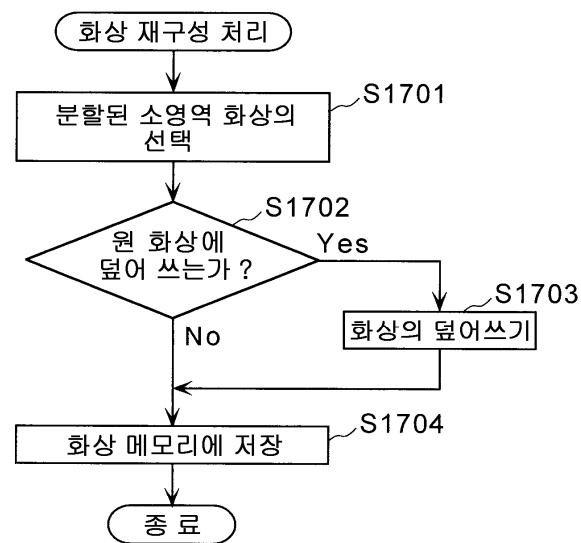 화상 재구성 처리
S1701
분할된 소영역 화상의
선택
S1702
원 화상에
덮어 쓰는가 ?
Yes
S1703
화상의 덮어쓰기
No
S1704
화상 메모리에 저장
종 료